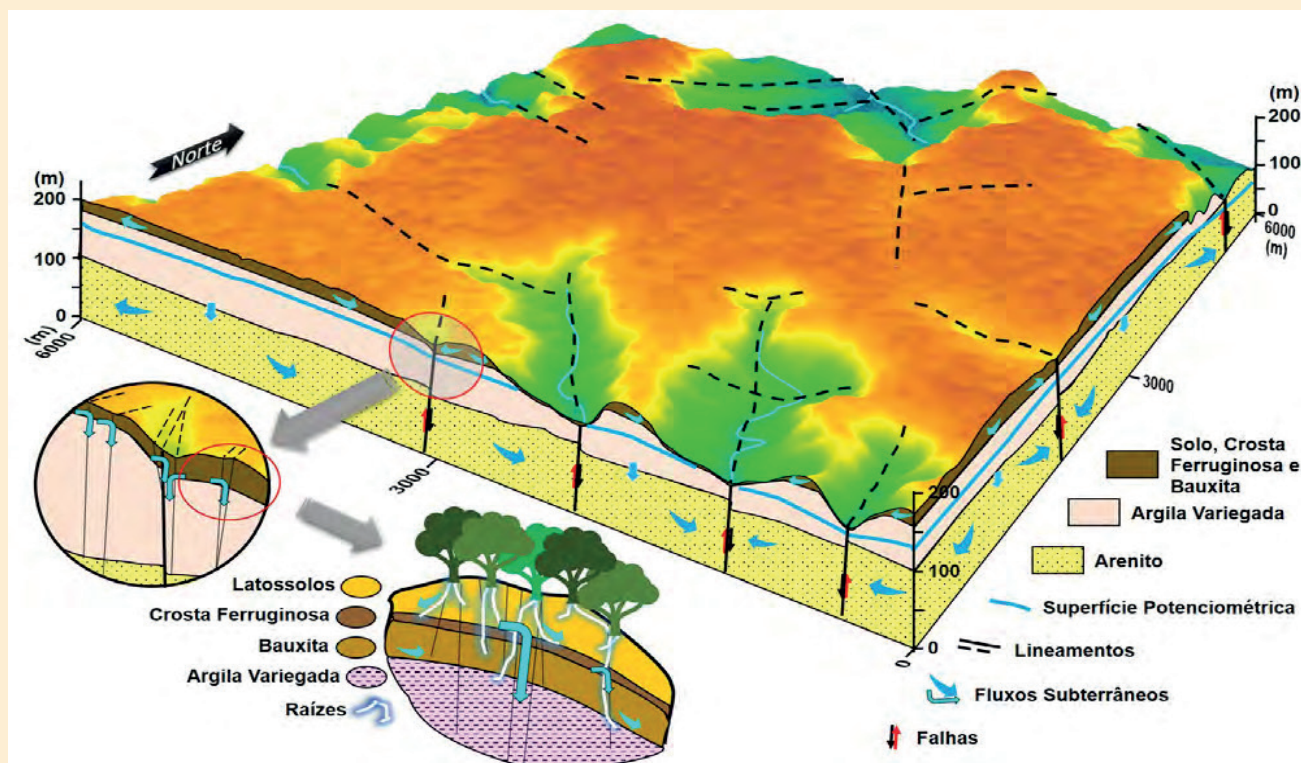 Norte
(m)
200
100
0
(m)
6000
3000
(m)
200
100
0
6000
(m)
3000
200
100
0
0
Solo, Crosta
Ferruginosa e
Bauxita
Argila Variegada
Arenito
Superfície Potenciométrica
Lineamentos
Fluxos Subterrâneos
Falhas
Latossolos
Crosta Ferruginosa
Bauxita
Argila Variegada
Raízes